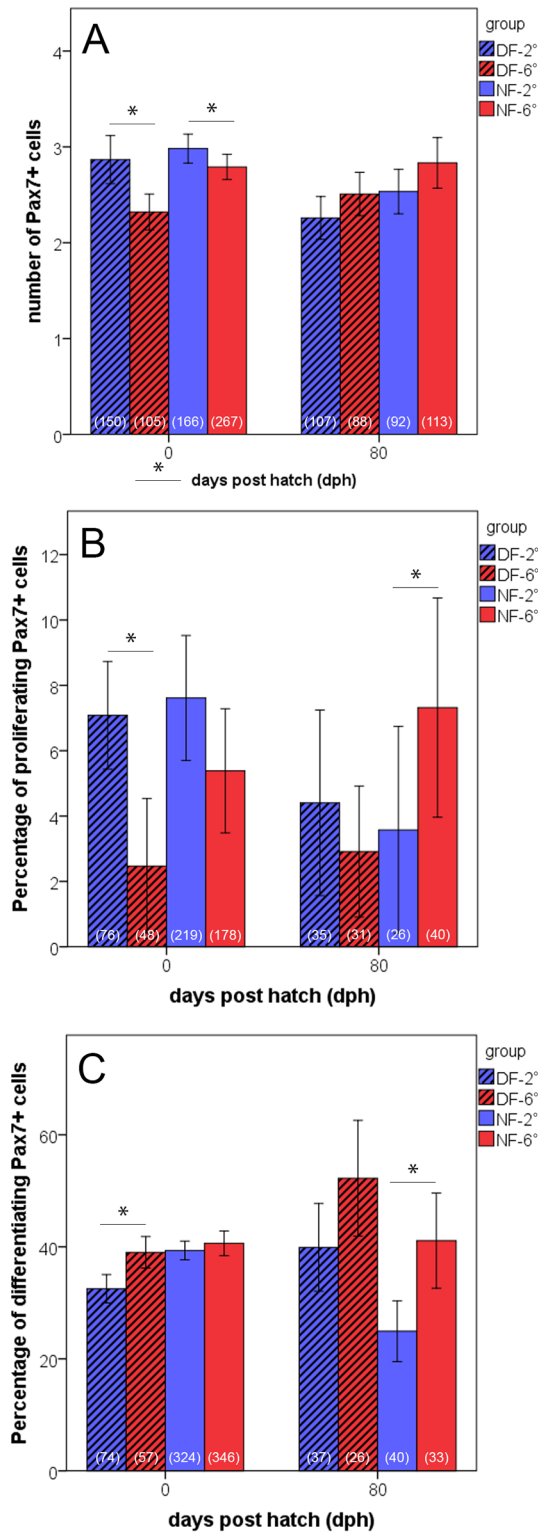 A
group
DF-2°
DF-6°
NF-2°
NF-6°
number of Pax7+ cells
4
3
2
1
0
* *
(150) (105) (166) (267) (107) (88) (92) (113)
0 80
* days post hatch (dph)
B
group
DF-2°
DF-6°
NF-2°
NF-6°
Percentage of proliferating Pax7+ cells
12
10
8
6
4
2
0
* *
(76) (48) (219) (178) (35) (31) (26) (40)
0 80
days post hatch (dph)
C
group
DF-2°
DF-6°
NF-2°
NF-6°
Percentage of differentiating Pax7+ cells
60
40
20
0
* *
(74) (57) (324) (346) (37) (26) (40) (33)
0 80
days post hatch (dph)